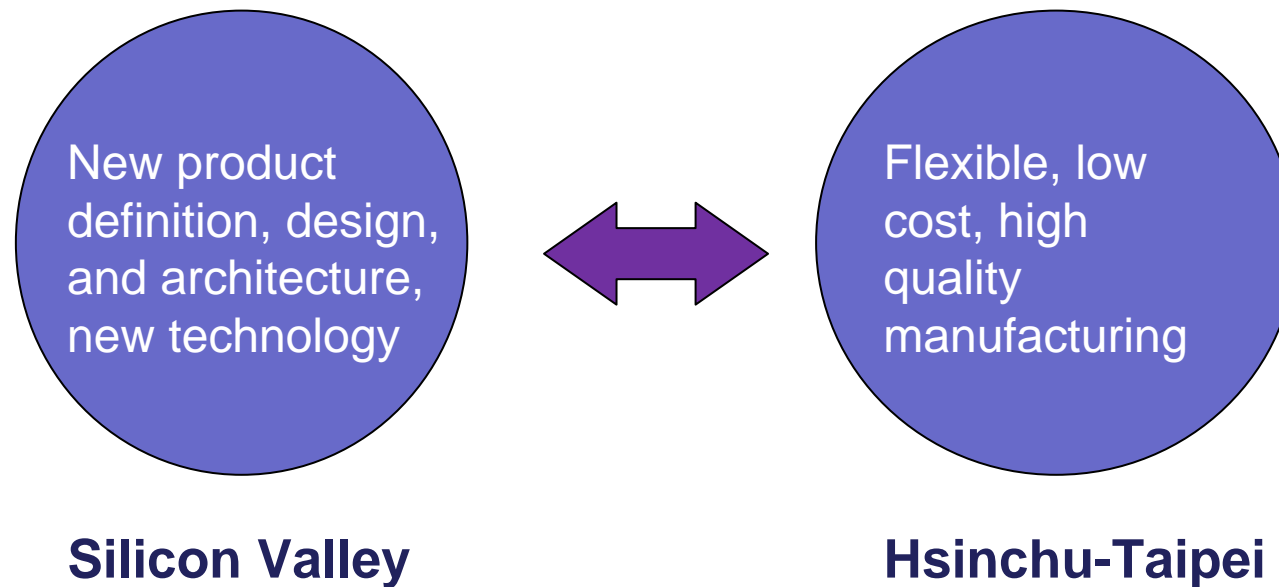 New product
definition, design,
and architecture,
new technology
Flexible, low
cost, high
quality
manufacturing
Silicon Valley
Hsinchu-Taipei